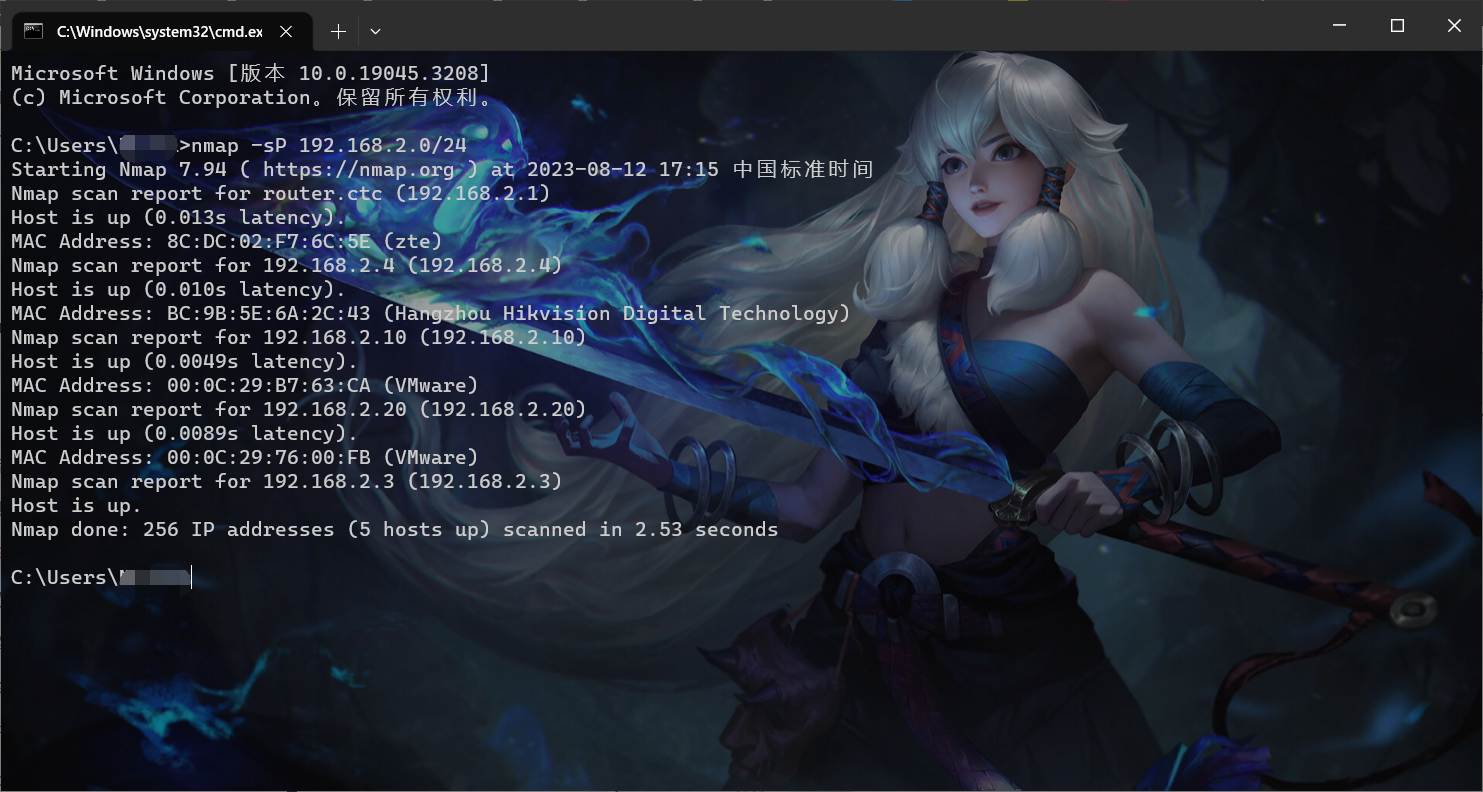 C:\Windows\system32\cmd.ex
Microsoft Windows [版本 10.0.19045.3208]
(c) Microsoft Corporation。保留所有权利。
C:\Users\ >nmap -sP 192.168.2.0/24
Starting Nmap 7.94 ( https://nmap.org ) at 2023-08-12 17:15 中国标准时间
Nmap scan report for router.ctc (192.168.2.1)
Host is up (0.013s latency).
MAC Address: 8C:DC:02:F7:6C:5E (zte)
Nmap scan report for 192.168.2.4 (192.168.2.4)
Host is up (0.010s latency).
MAC Address: BC:9B:5E:6A:2C:43 (Hangzhou Hikvision Digital Technology)
Nmap scan report for 192.168.2.10 (192.168.2.10)
Host is up (0.0049s latency).
MAC Address: 00:0C:29:B7:63:CA (VMware)
Nmap scan report for 192.168.2.20 (192.168.2.20)
Host is up (0.0089s latency).
MAC Address: 00:0C:29:76:00:FB (VMware)
Nmap scan report for 192.168.2.3 (192.168.2.3)
Host is up.
Nmap done: 256 IP addresses (5 hosts up) scanned in 2.53 seconds
C:\Users\